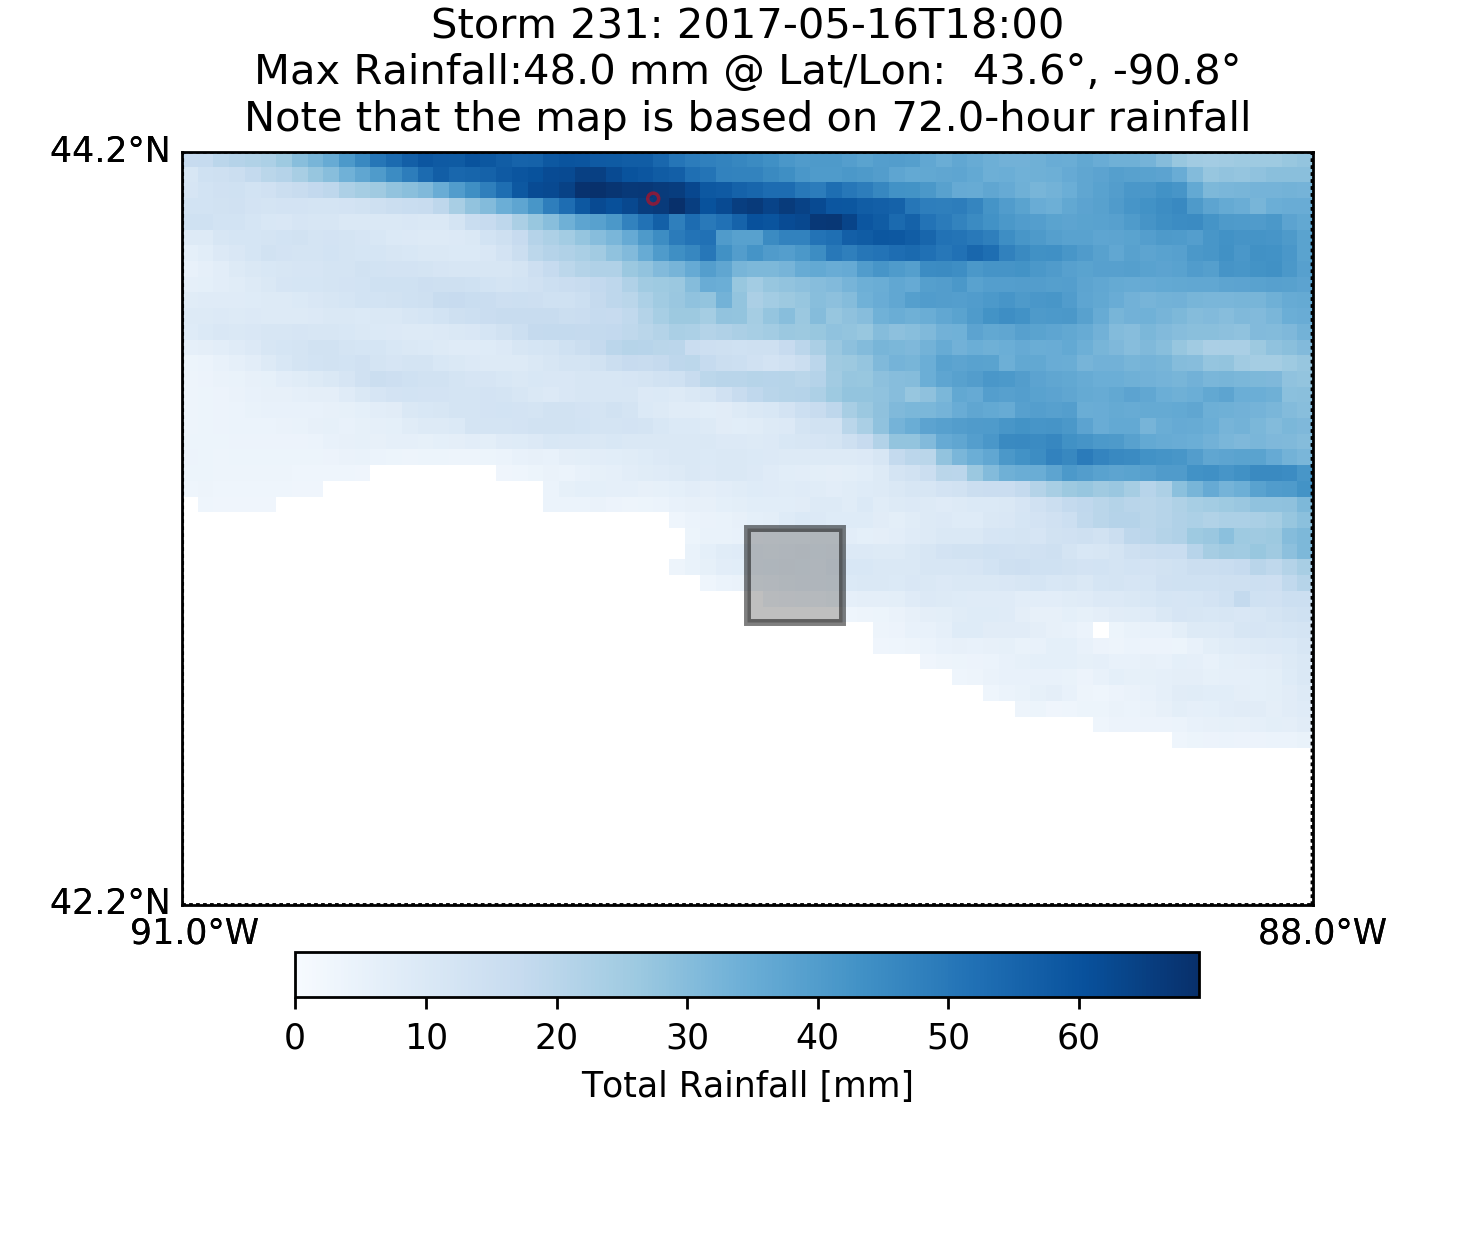 Storm 231: 2017-05-16T18:00
Max Rainfall:48.0 mm @ Lat/Lon:  43.6°, -90.8°
Note that the map is based on 72.0-hour rainfall
44.2°N
42.2°N
91.0°W
88.0°W
0 10 20 30 40 50 60
Total Rainfall [mm]